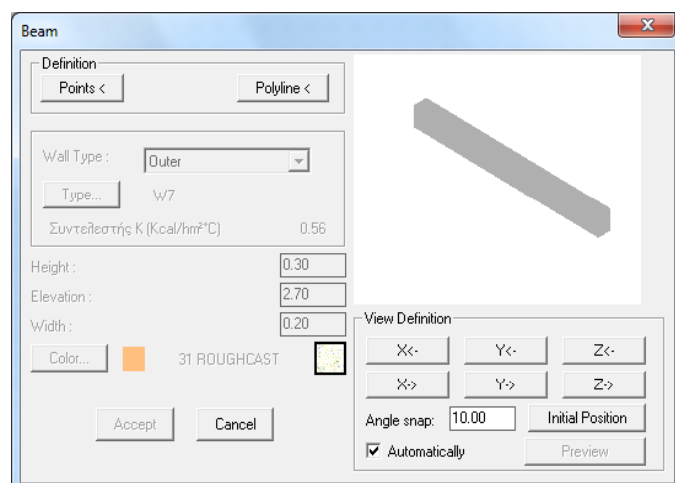 Beam
Definition
Points <
Polyline <
Wall Type :
Outer
Type...
W7
Συντελεστής Κ (Kcal/hm²°C)
0.56
Height :
0.30
Elevation :
2.70
Width :
0.20
Color...
31 ROUGHCAST
Accept
Cancel
View Definition
X<-
Y<-
Z<-
X->
Y->
Z->
Angle snap:
10.00
Initial Position
Automatically
Preview